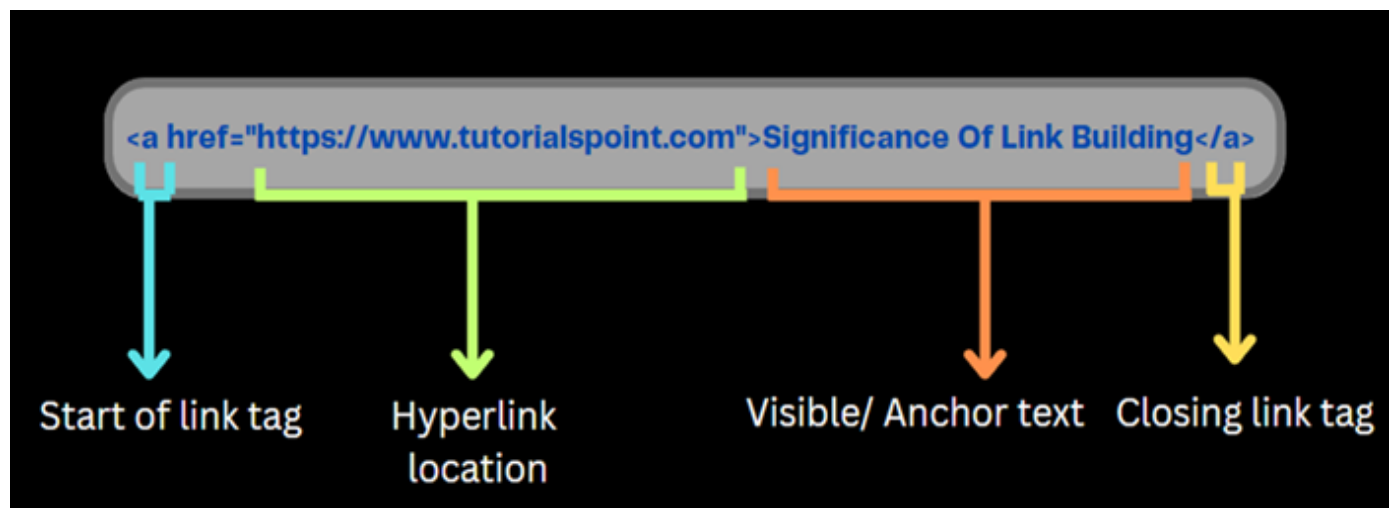 <a href="https://www.tutorialspoint.com">Significance Of Link Building</a>
Start of link tag
Hyperlink
location
Visible/ Anchor text
Closing link tag